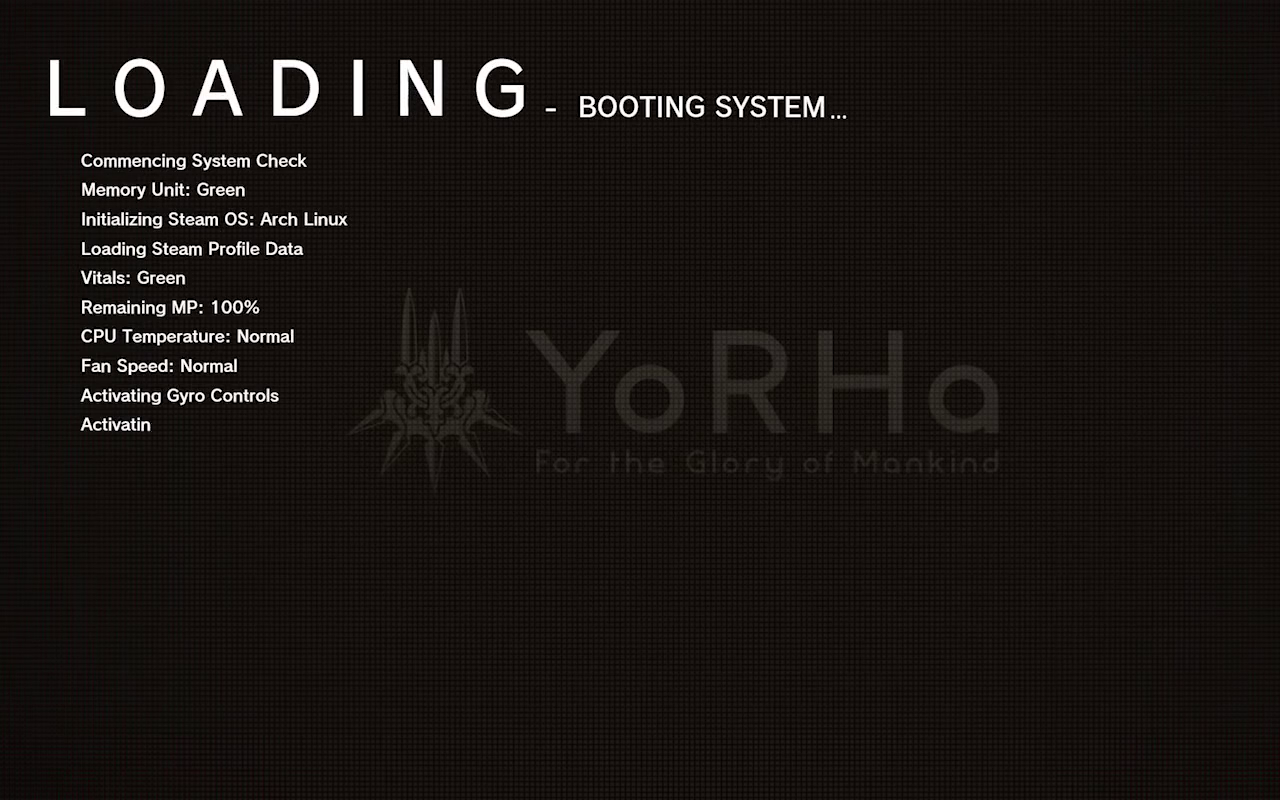 LOADING - BOOTING SYSTEM...
Commencing System Check
Memory Unit: Green
Initializing Steam OS: Arch Linux
Loading Steam Profile Data
Vitals: Green
Remaining MP: 100%
CPU Temperature: Normal
Fan Speed: Normal
Activating Gyro Controls
Activatin
YoRHa
For the Glory of Mankind